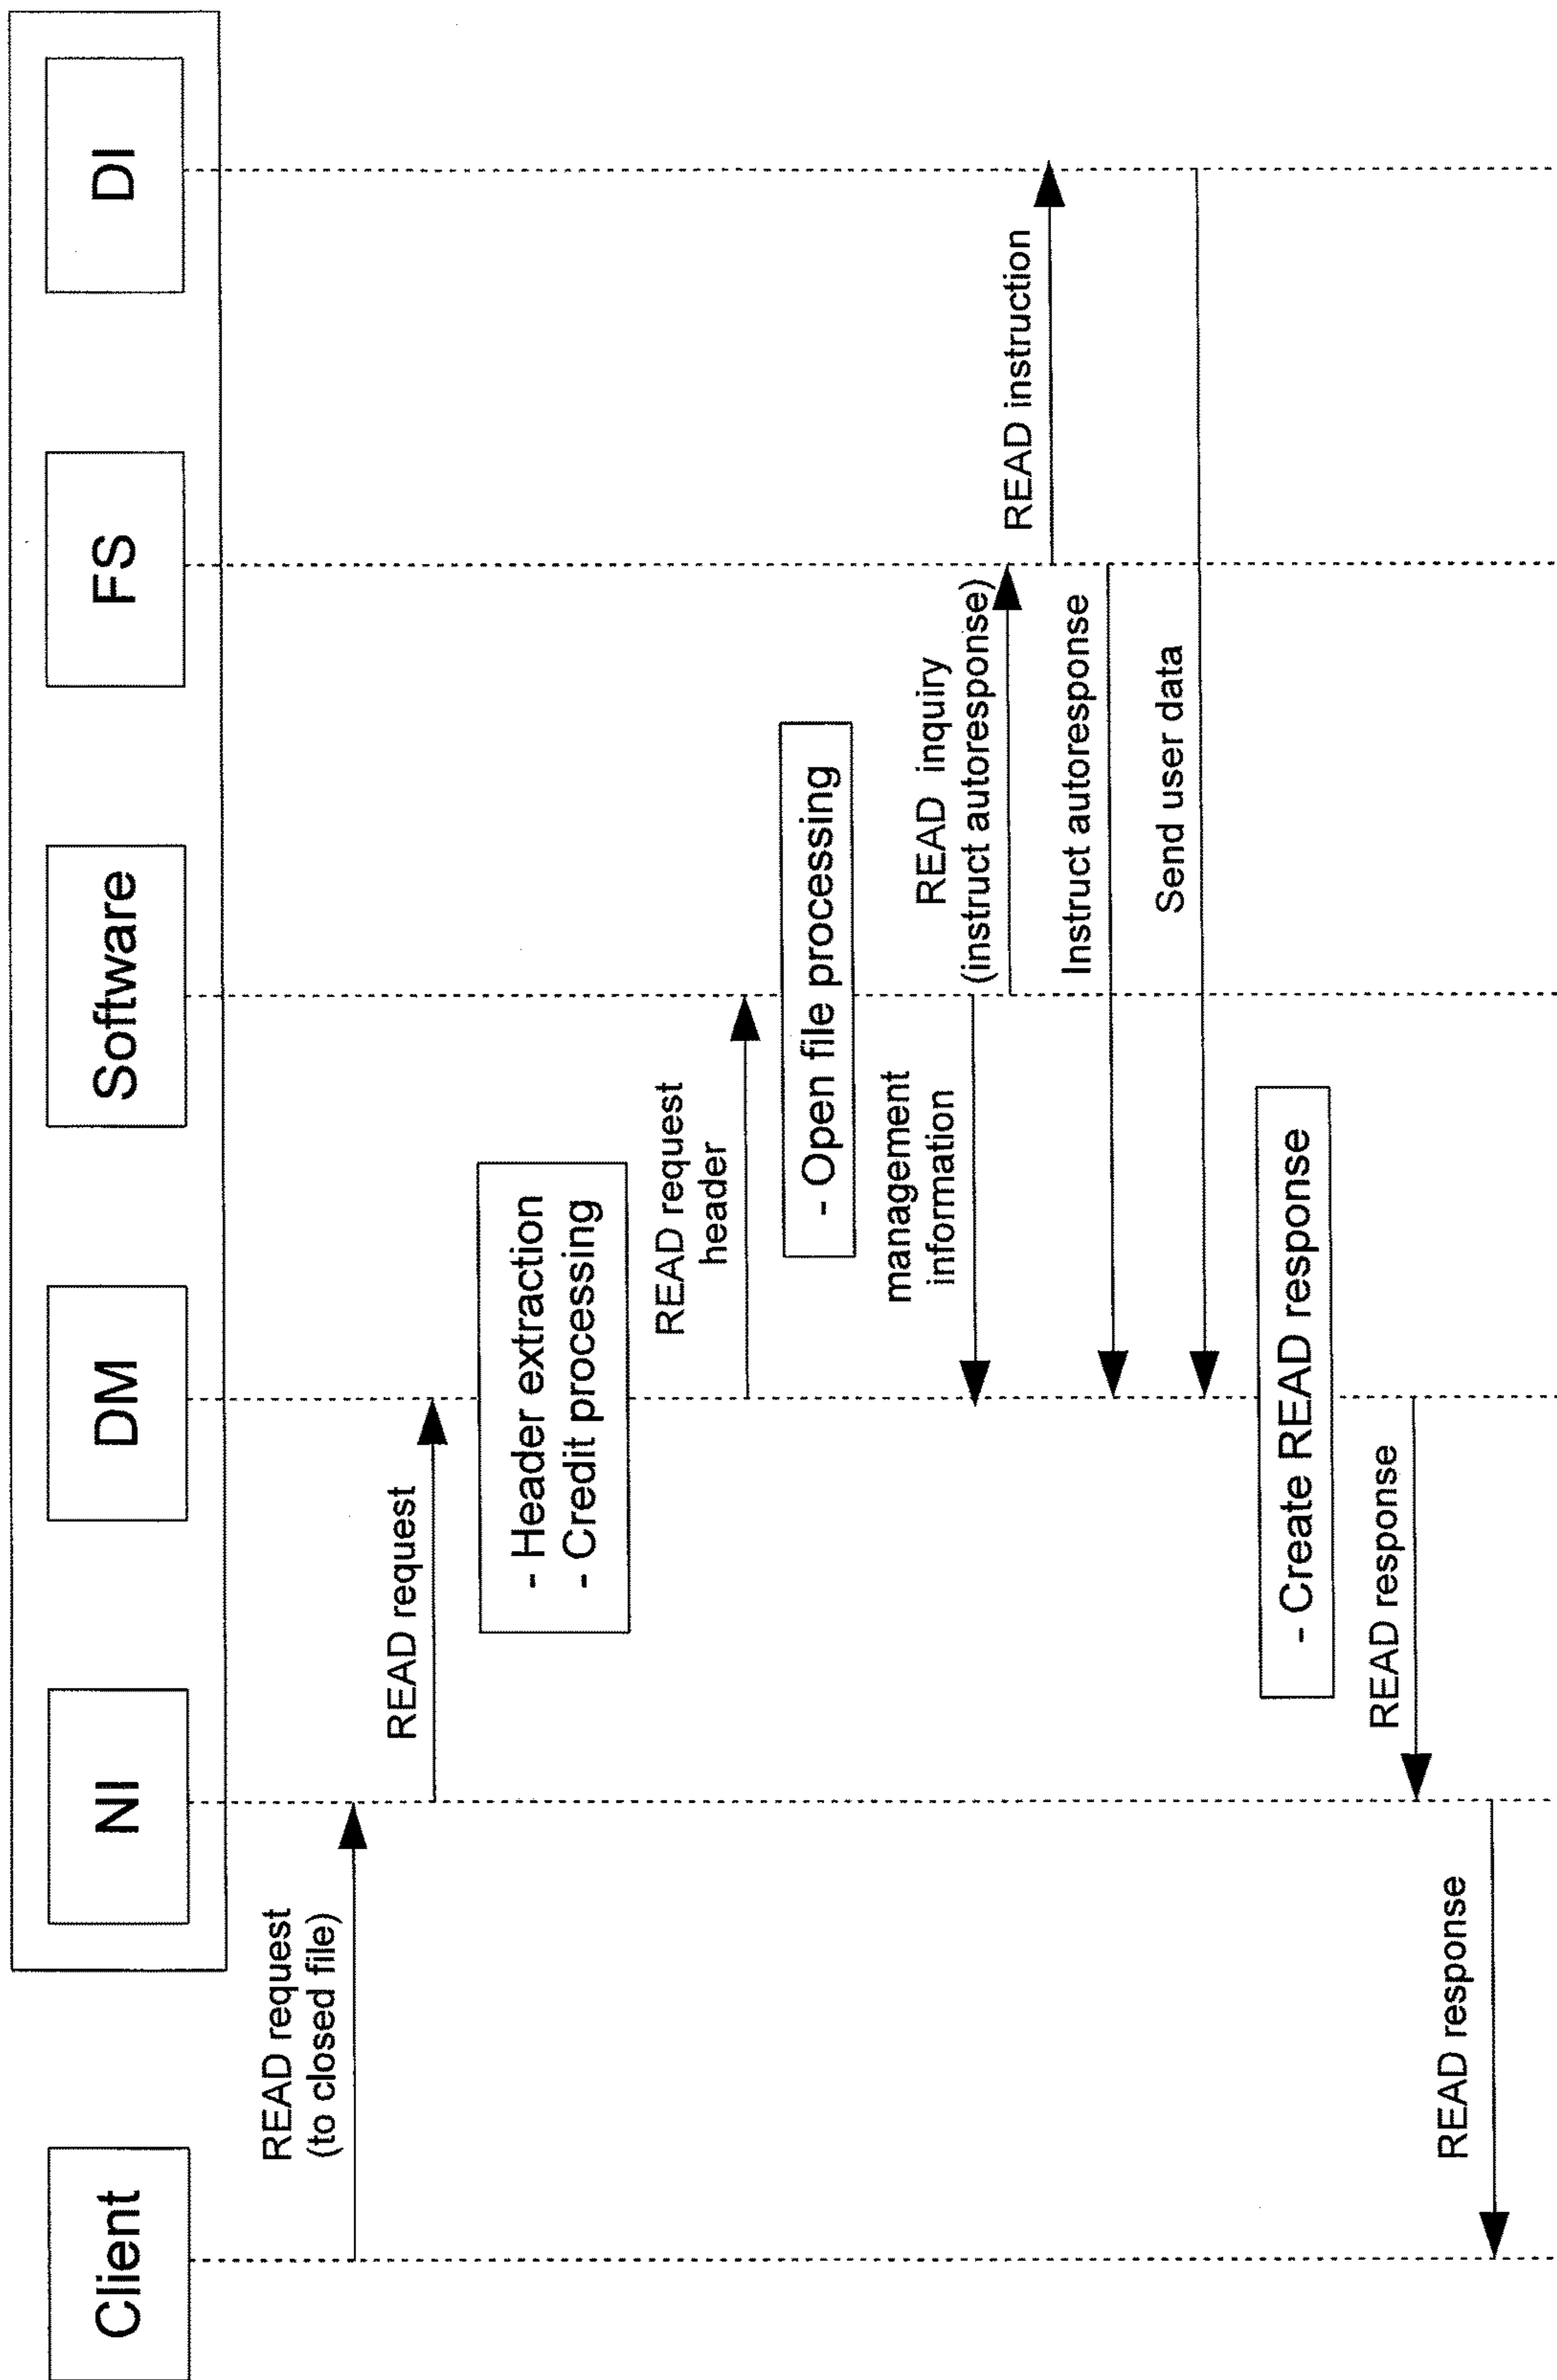 Client
NI
DM
Software
FS
DI
READ request
(to closed file)
READ request
- Header extraction
- Credit processing
READ request
header
- Open file processing
management
information
READ inquiry
(instruct autoresponse)
READ instruction
Instruct autoresponse
Send user data
- Create READ response
READ response
READ response